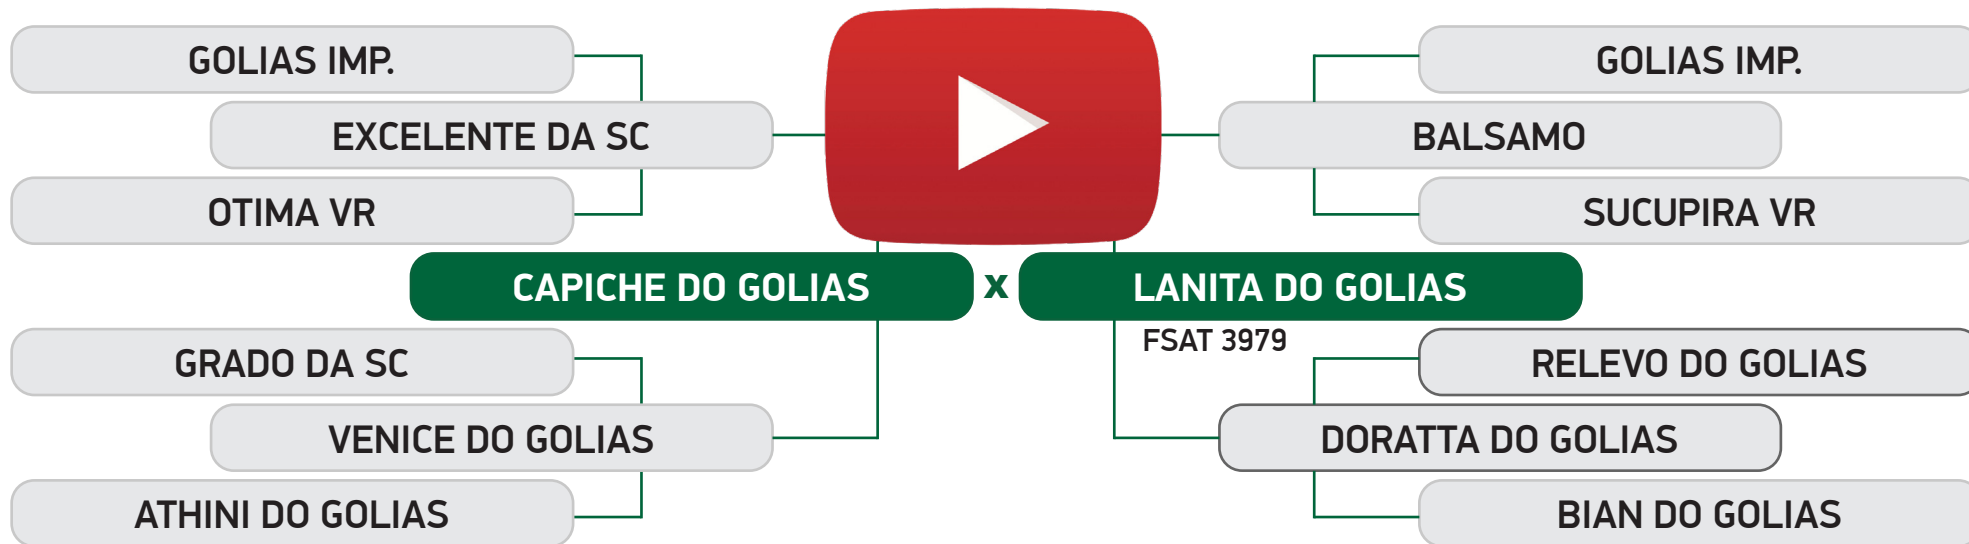 GOLIAS IMP.
EXCELENTE DA SC
OTIMA VR
CAPICHE DO GOLIAS
GRADO DA SC
VENICE DO GOLIAS
ATHINI DO GOLIAS
x
GOLIAS IMP.
BALSAMO
SUCUPIRA VR
LANITA DO GOLIAS
FSAT 3979
RELEVO DO GOLIAS
DORATTA DO GOLIAS
BIAN DO GOLIAS